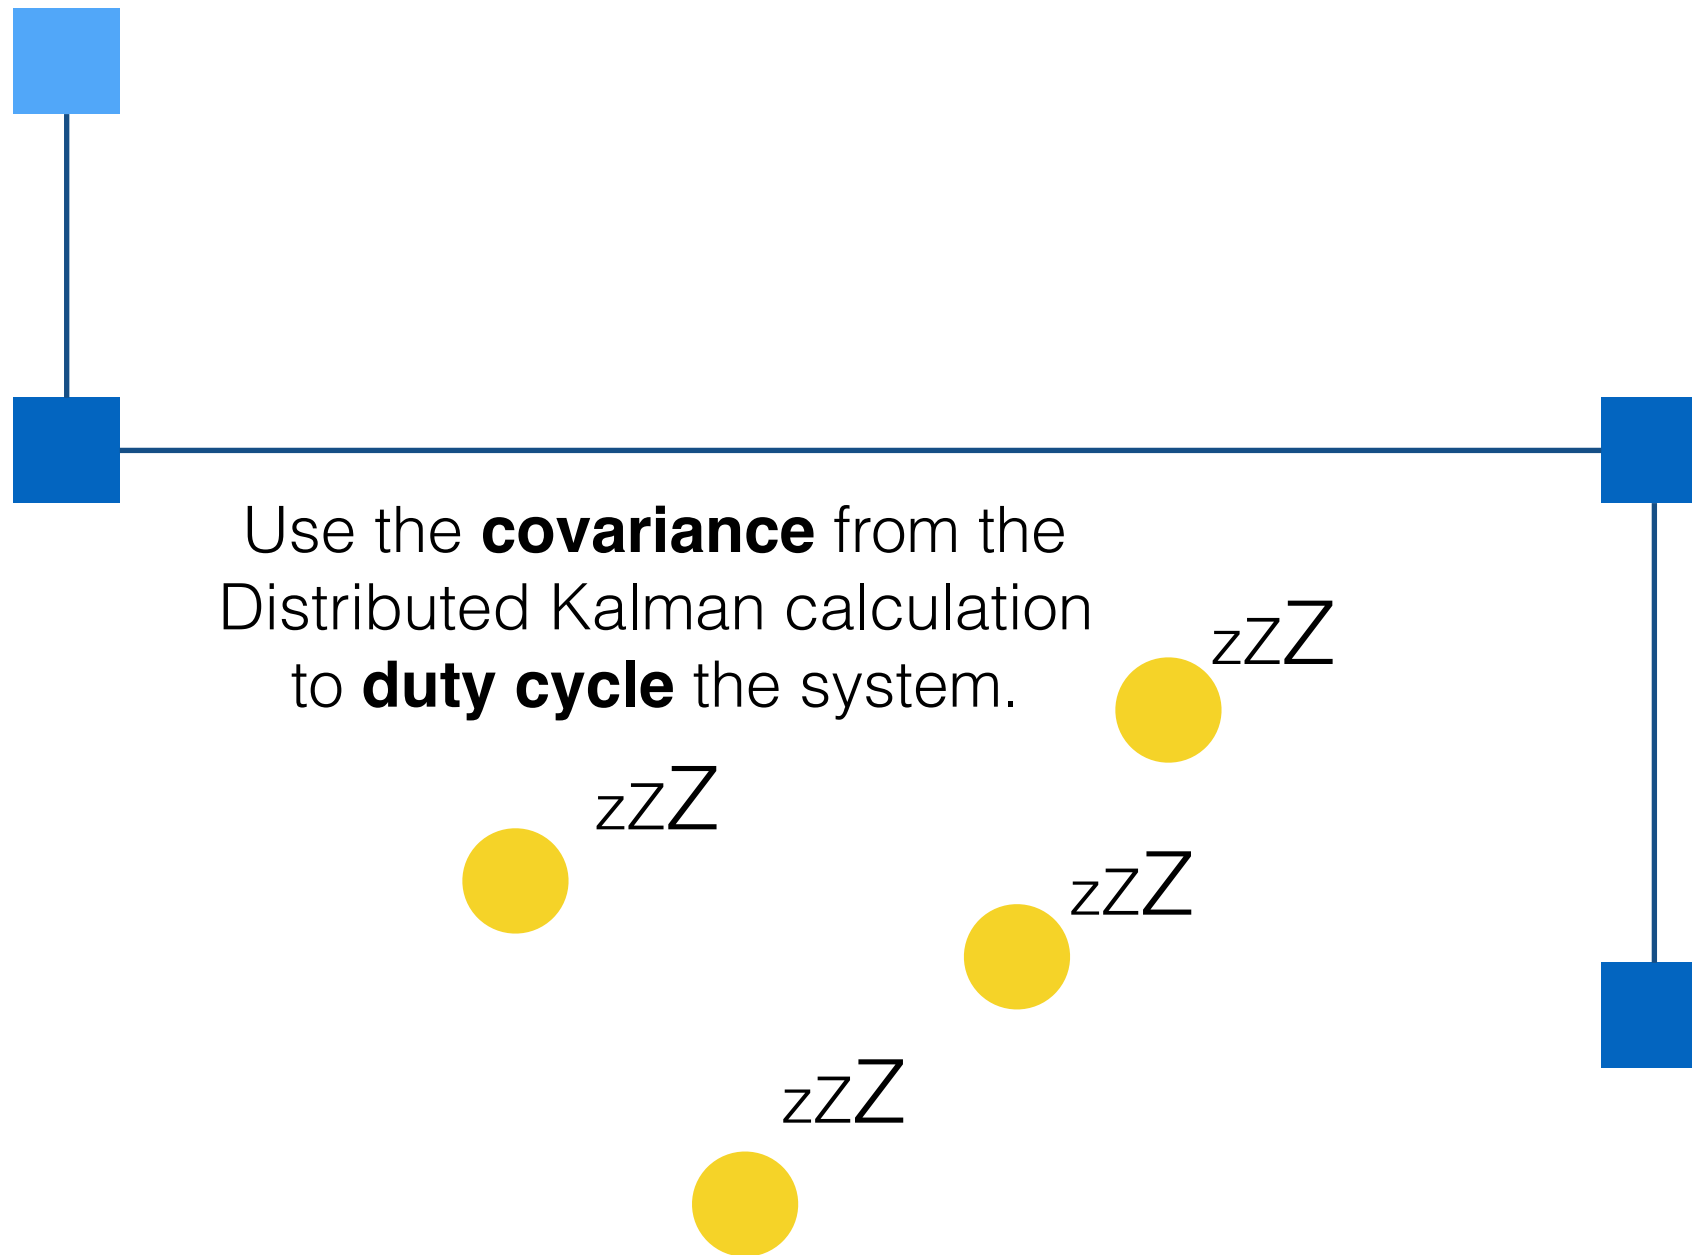 Use the covariance from the
Distributed Kalman calculation
to duty cycle the system.
zzZ
zzZ
zzZ
zzZ